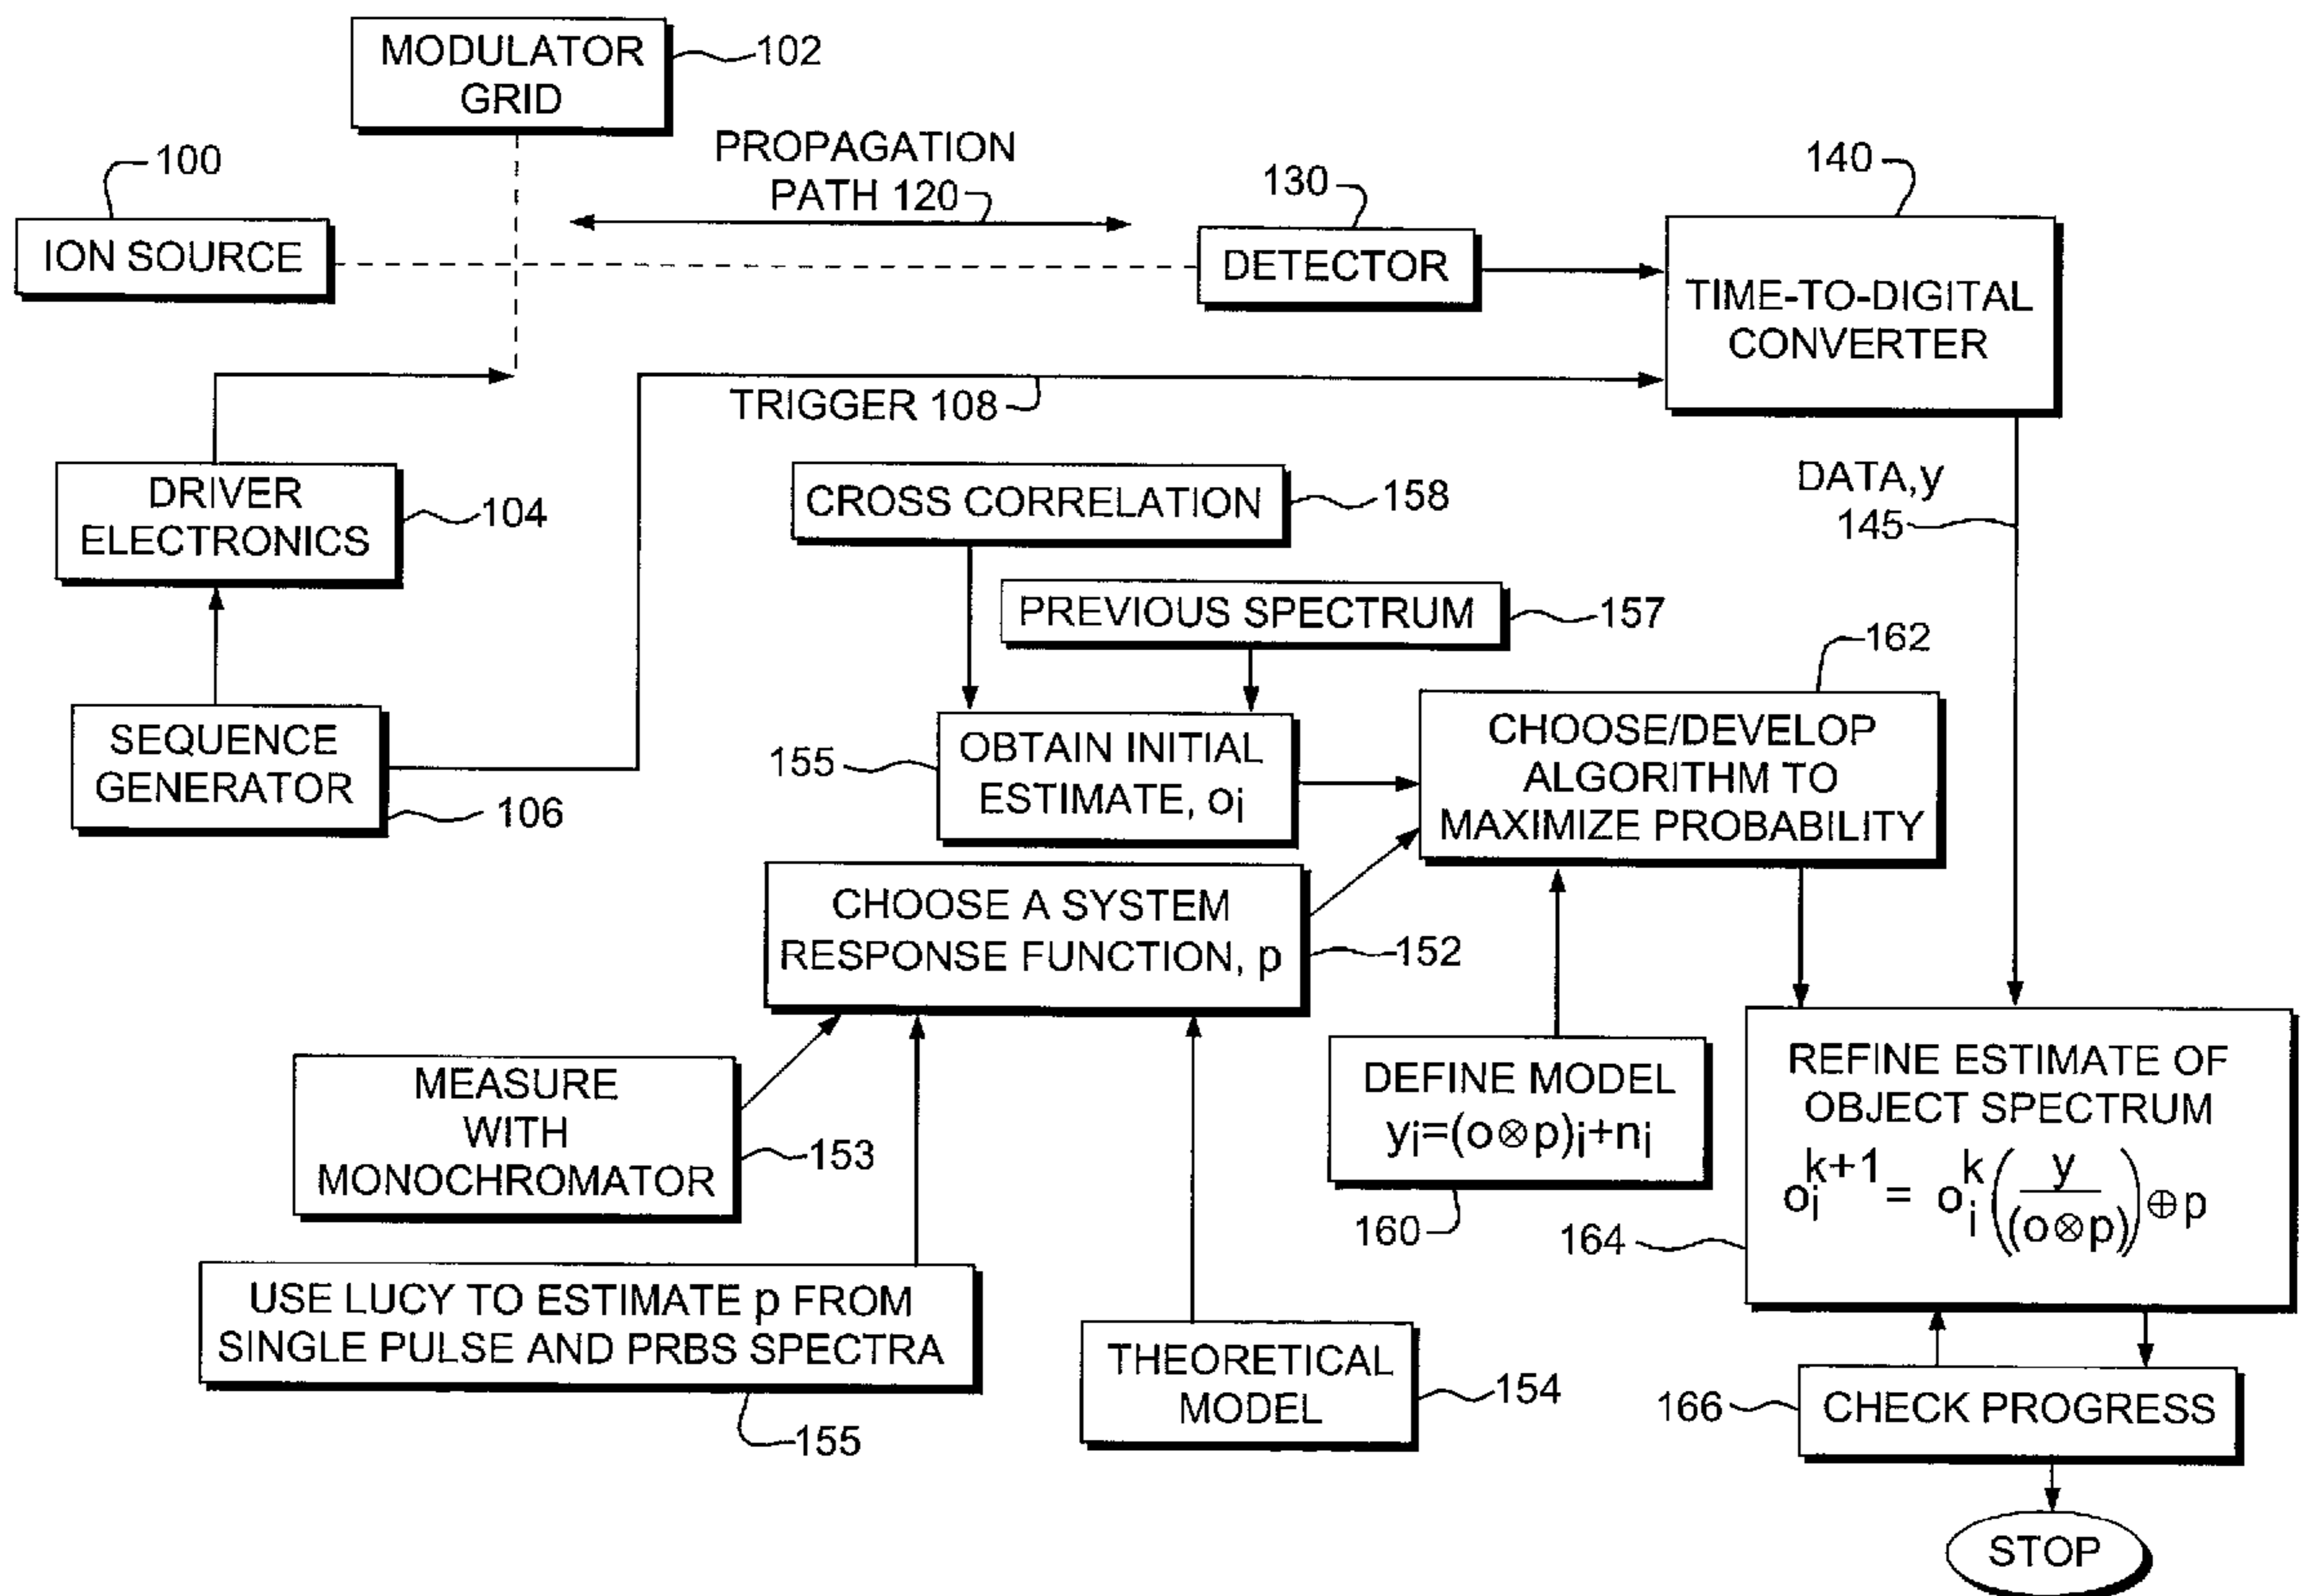 MODULATOR
GRID
102
100
ION SOURCE
PROPAGATION
PATH 120
130
DETECTOR
140
TIME-TO-DIGITAL
CONVERTER
TRIGGER 108
DRIVER
ELECTRONICS
104
CROSS CORRELATION
158
DATA,y
145
PREVIOUS SPECTRUM
157
162
SEQUENCE
GENERATOR
106
155
OBTAIN INITIAL
ESTIMATE, oi
CHOOSE/DEVELOP
ALGORITHM TO
MAXIMIZE PROBABILITY
CHOOSE A SYSTEM
RESPONSE FUNCTION, p
152
MEASURE
WITH
MONOCHROMATOR
153
DEFINE MODEL
yi=(o⊗p)i+ni
160
REFINE ESTIMATE OF
OBJECT SPECTRUM
oi^k+1 = oi^k(y/((o⊗p)))⊕p
164
USE LUCY TO ESTIMATE p FROM
SINGLE PULSE AND PRBS SPECTRA
155
THEORETICAL
MODEL
154
166
CHECK PROGRESS
STOP